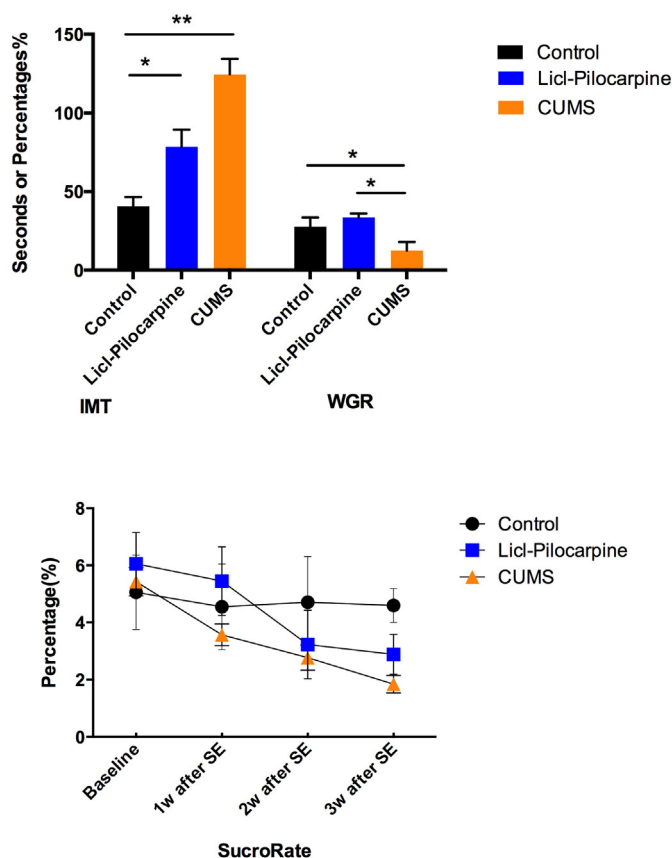 Seconds or Percentages%
150
100
50
0
**
*
*
*
Control
Licl-Pilocarpine
CUMS
Control
Licl-Pilocarpine
CUMS
Control
Licl-Pilocarpine
CUMS
IMT
WGR
Percentage(%)
8
6
4
2
0
Control
Licl-Pilocarpine
CUMS
Baseline
1w after SE
2w after SE
3w after SE
SucroRate